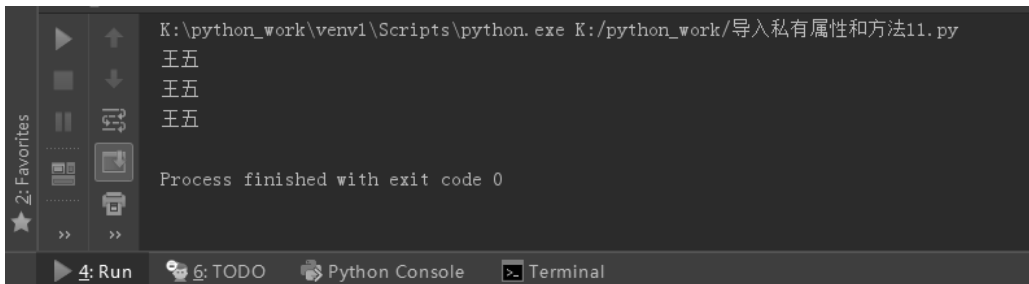 K:\python_work\venv1\Scripts\python.exe K:/python_work/导入私有属性和方法11.py
王五
王五
王五
Process finished with exit code 0
2: Favorites
>> >>
4: Run 6: TODO Python Console Terminal